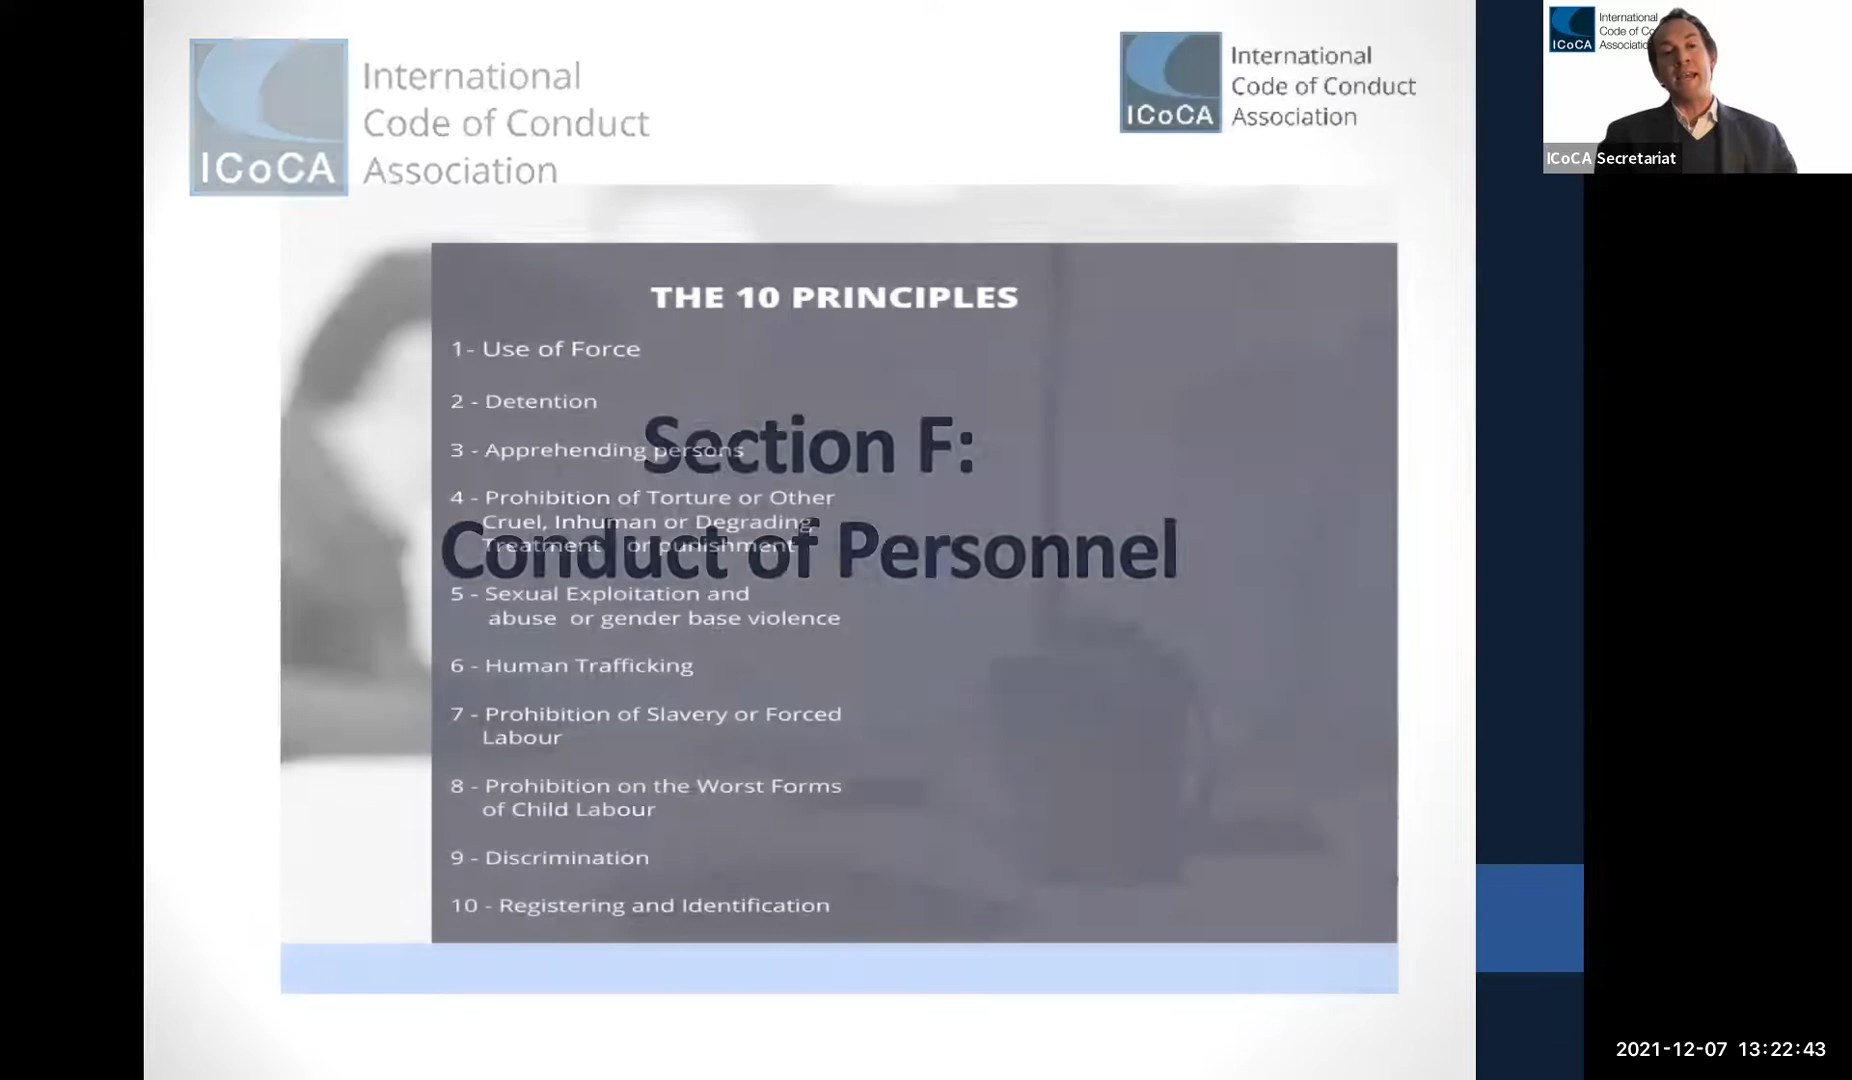 International
Code of Conduct
Association
ICoCA
International
Code of Conduct
Association
ICoCA
International
Code of Co
Associatio
ICoCA
ICoCA Secretariat
THE 10 PRINCIPLES
1- Use of Force
2 - Detention
3 - Apprehending persons
Section F:
4 - Prohibition of Torture or Other
Cruel, Inhuman or Degrading
Treatment or punishment
Conduct of Personnel
5 - Sexual Exploitation and
abuse or gender base violence
6 - Human Trafficking
7 - Prohibition of Slavery or Forced
Labour
8 - Prohibition on the Worst Forms
of Child Labour
9 - Discrimination
10 - Registering and Identification
2021-12-07 13:22:43